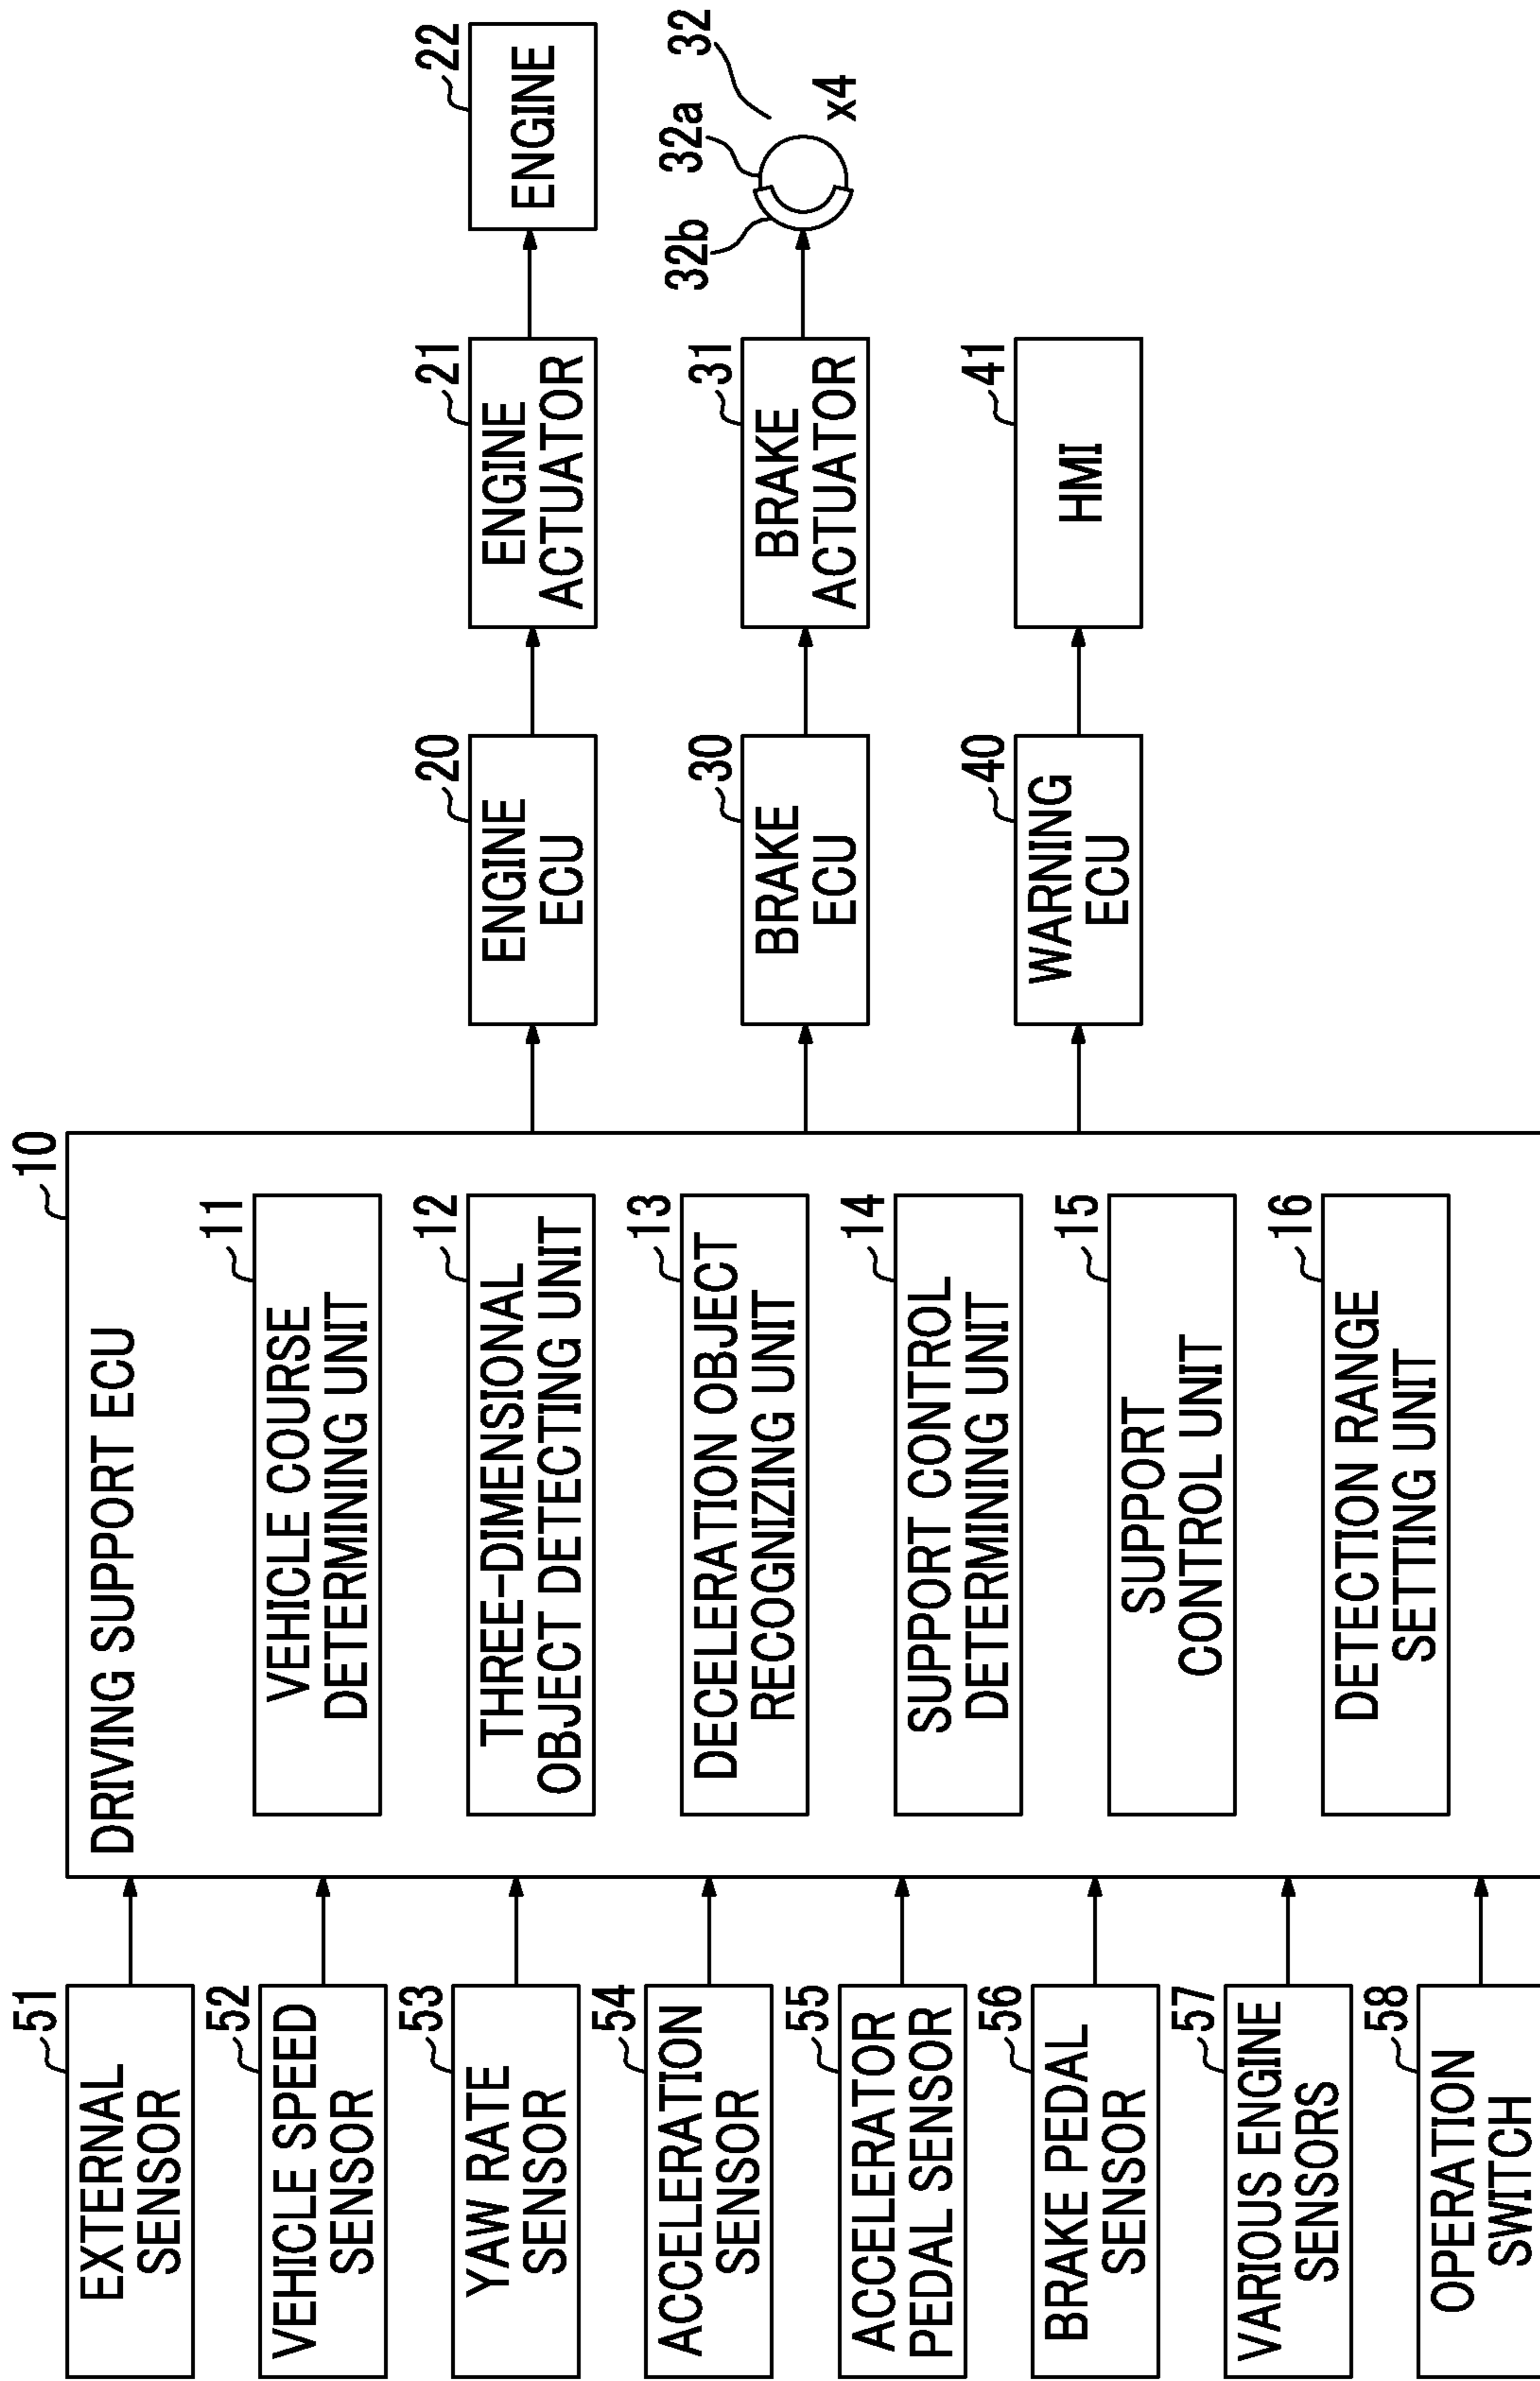 51
EXTERNAL
SENSOR
52
VEHICLE SPEED
SENSOR
53
YAW RATE
SENSOR
54
ACCELERATION
SENSOR
55
ACCELERATOR
PEDAL SENSOR
56
BRAKE PEDAL
SENSOR
57
VARIOUS ENGINE
SENSORS
58
OPERATION
SWITCH
10
DRIVING SUPPORT ECU
11
VEHICLE COURSE
DETERMINING UNIT
12
THREE-DIMENSIONAL
OBJECT DETECTING UNIT
13
DECELERATION OBJECT
RECOGNIZING UNIT
14
SUPPORT CONTROL
DETERMINING UNIT
15
SUPPORT
CONTROL UNIT
16
DETECTION RANGE
SETTING UNIT
20
ENGINE
ECU
21
ENGINE
ACTUATOR
22
ENGINE
30
BRAKE
ECU
31
BRAKE
ACTUATOR
32b
32a
32
x4
40
WARNING
ECU
41
HMI